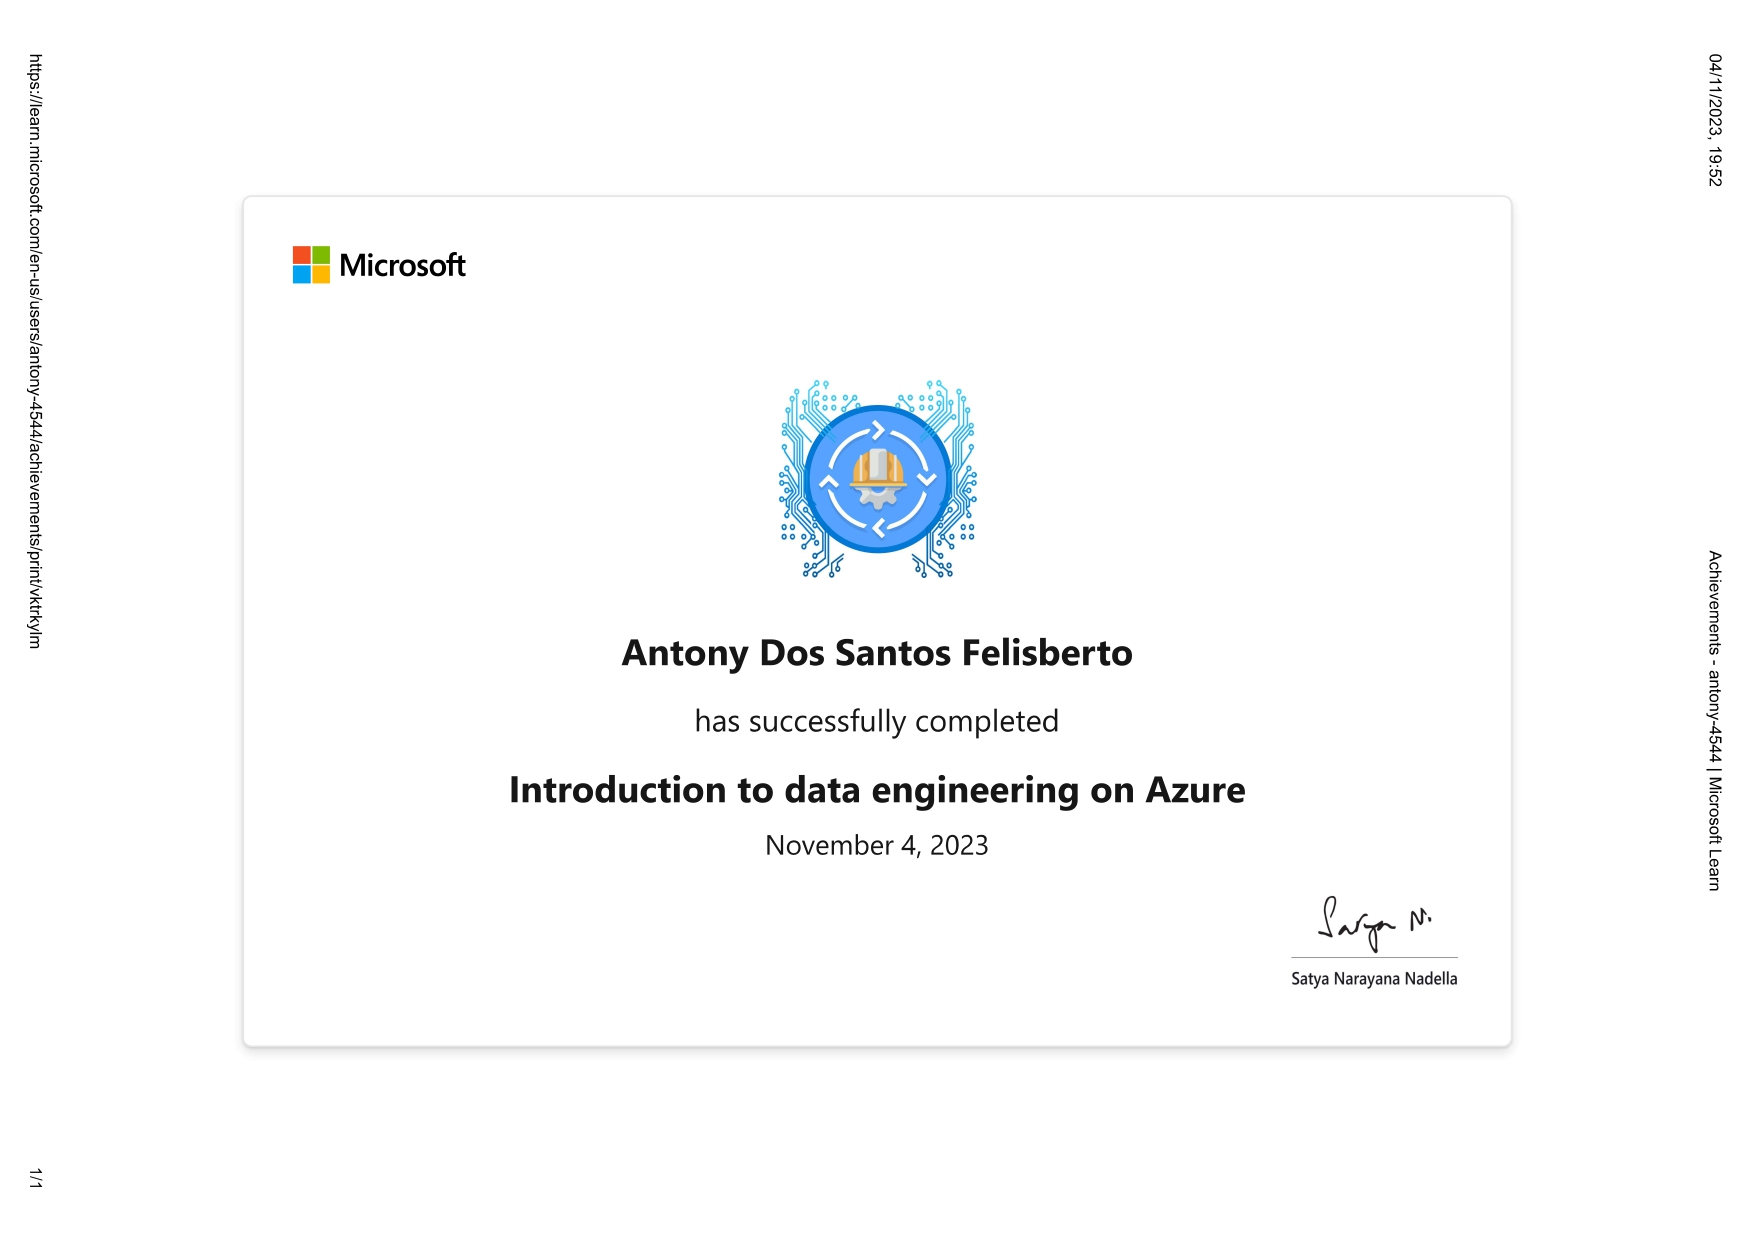 04/11/2023, 19:52
Achievements - antony-4544 | Microsoft Learn
Microsoft
Antony Dos Santos Felisberto
has successfully completed
Introduction to data engineering on Azure
November 4, 2023
Satya N.
Satya Narayana Nadella
https://learn.microsoft.com/en-us/users/antony-4544/achievements/print/vktrkylm
1/1